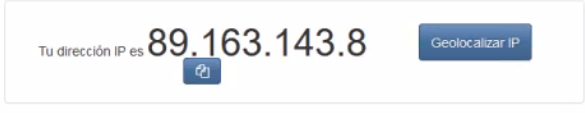 Tu dirección IP es 89.163.143.8
Geolocalizar IP